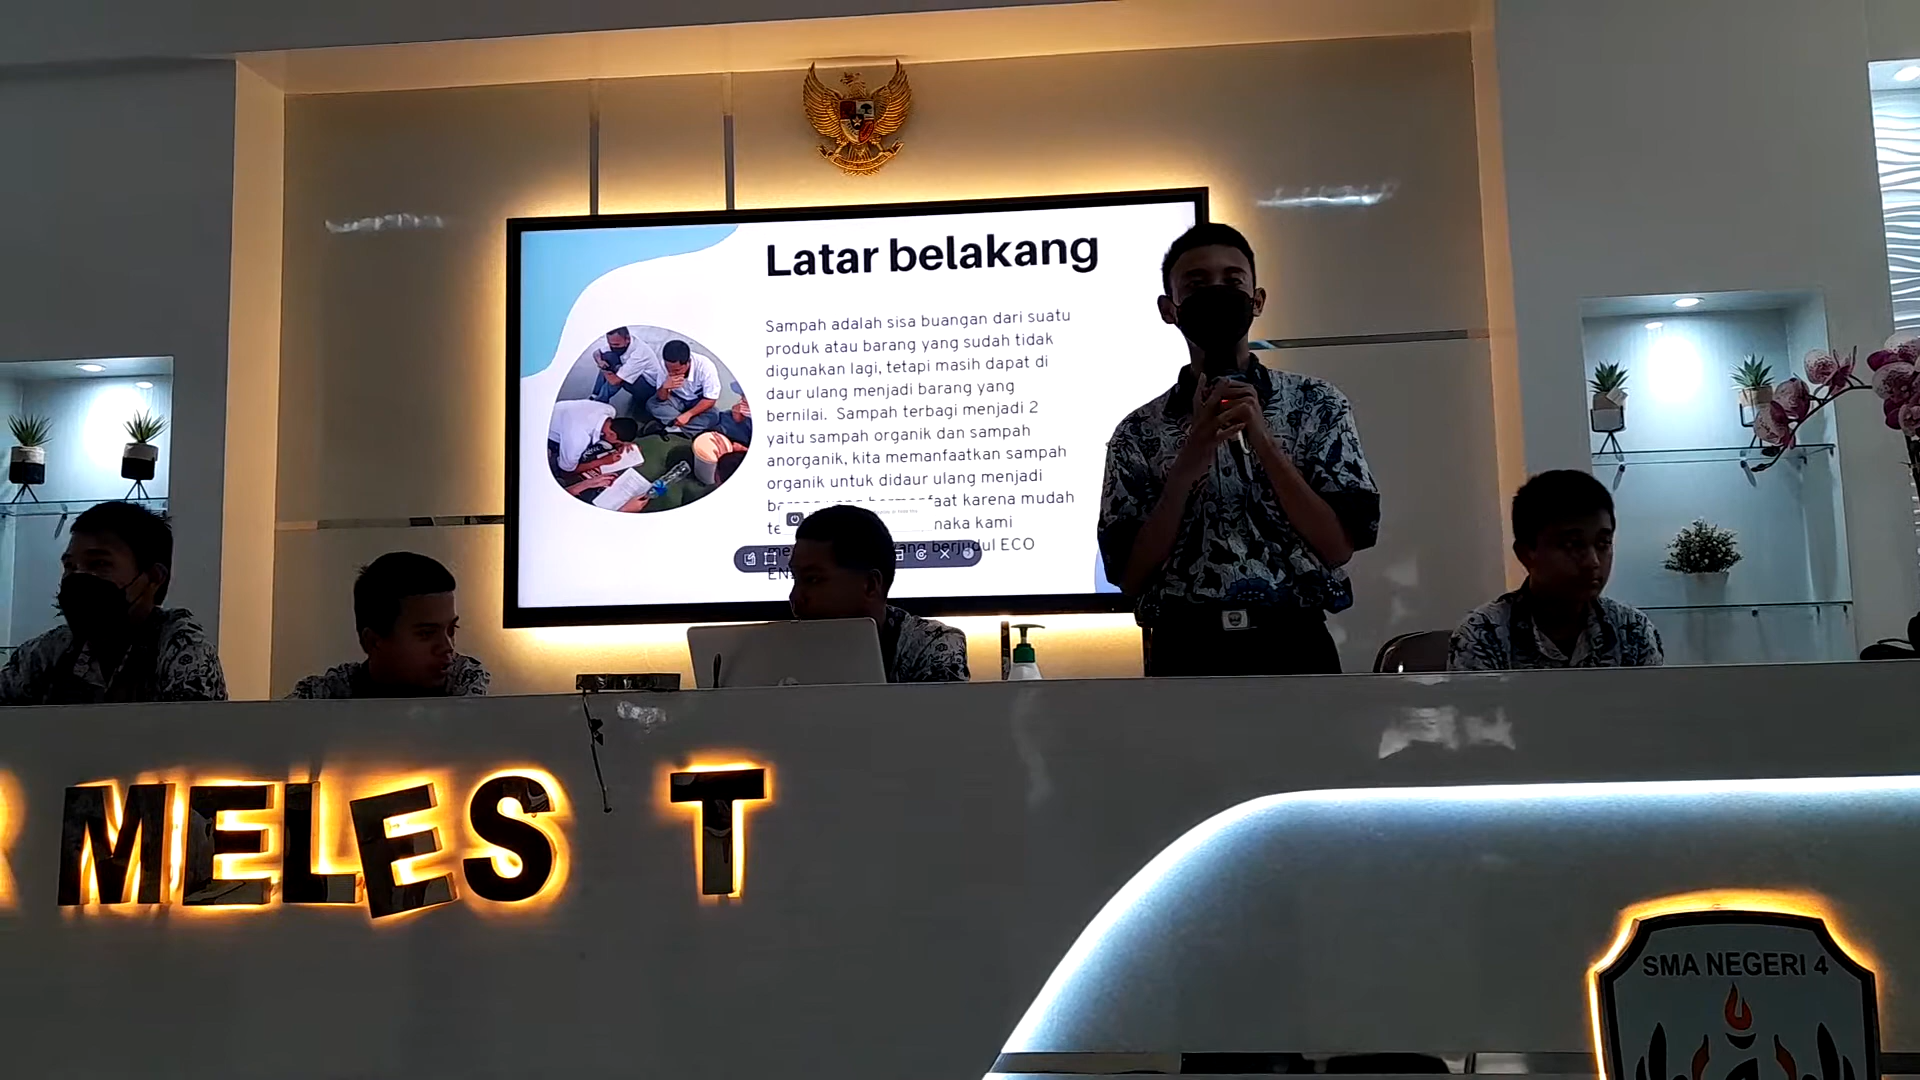 Latar belakang
Sampah adalah sisa buangan dari suatu
produk atau barang yang sudah tidak
digunakan lagi, tetapi masih dapat di
daur ulang menjadi barang yang
bernilai. Sampah terbagi menjadi 2
yaitu sampah organik dan sampah
anorganik, kita memanfaatkan sampah
organik untuk didaur ulang menjadi
karena mudah
kami
berjudul ECO
MELES T
SMA NEGERI 4